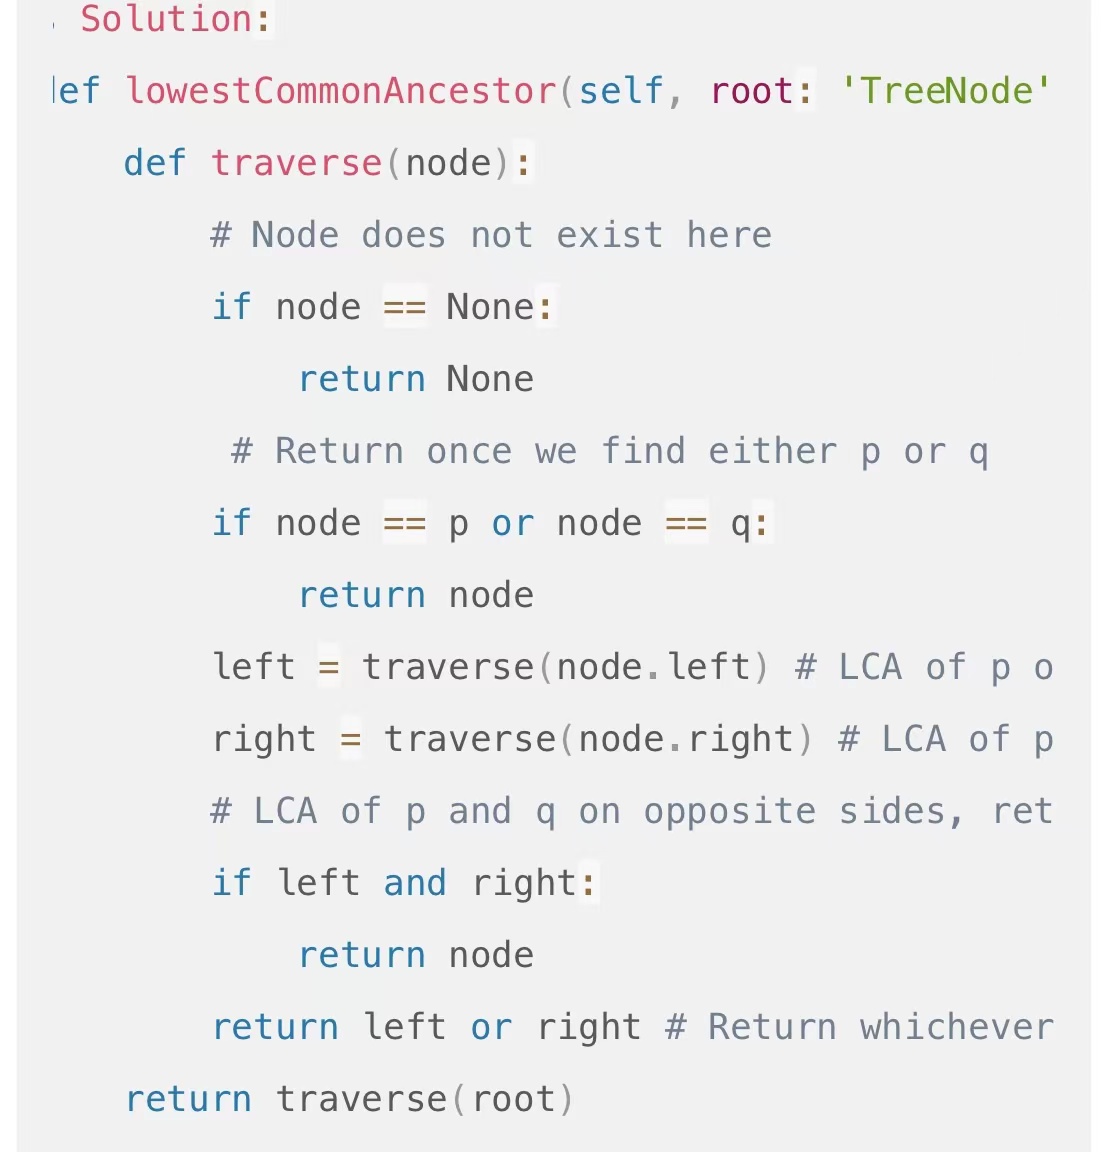 Solution:
def lowestCommonAncestor(self, root: 'TreeNode'
def traverse(node):
# Node does not exist here
if node == None:
return None
# Return once we find either p or q
if node == p or node == q:
return node
left = traverse(node.left) # LCA of p o
right = traverse(node.right) # LCA of p
# LCA of p and q on opposite sides, ret
if left and right:
return node
return left or right # Return whichever
return traverse(root)